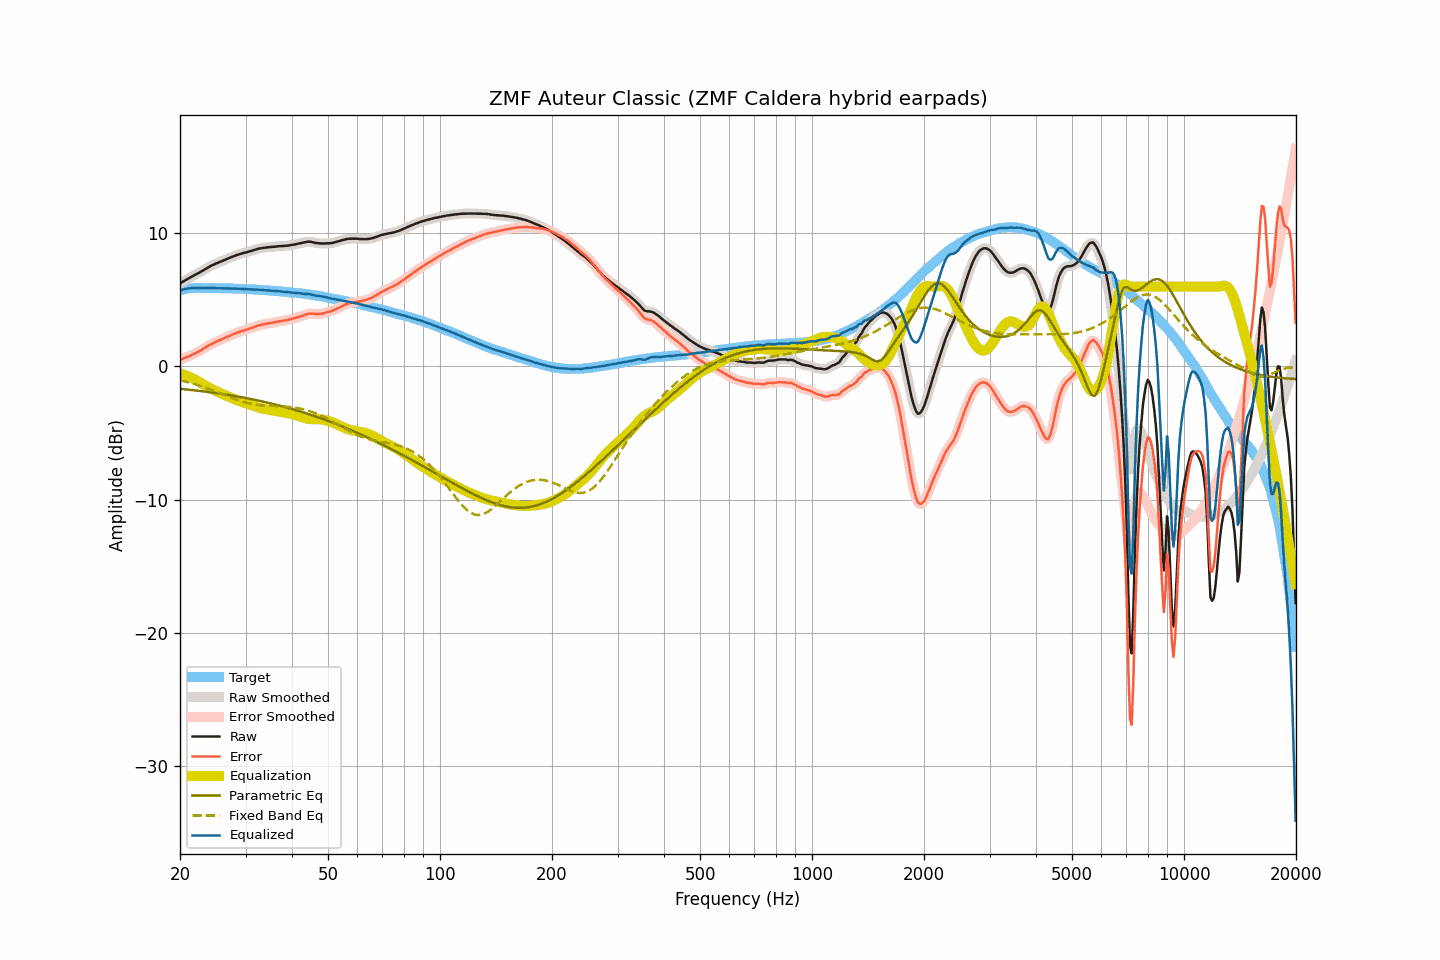 ZMF Auteur Classic (ZMF Caldera hybrid earpads)
Amplitude (dBr)
10
0
−10
−20
−30
Target
Raw Smoothed
Error Smoothed
Raw
Error
Equalization
Parametric Eq
Fixed Band Eq
Equalized
20 50 100 200 500 1000 2000 5000 10000 20000
Frequency (Hz)